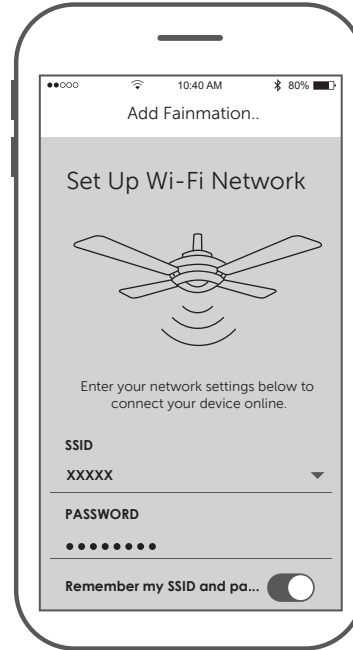 10:40 AM 80%
Add Fainmation..
Set Up Wi-Fi Network
Enter your network settings below to
connect your device online.
SSID
XXXXX
PASSWORD
●●●●●●●●
Remember my SSID and pa...